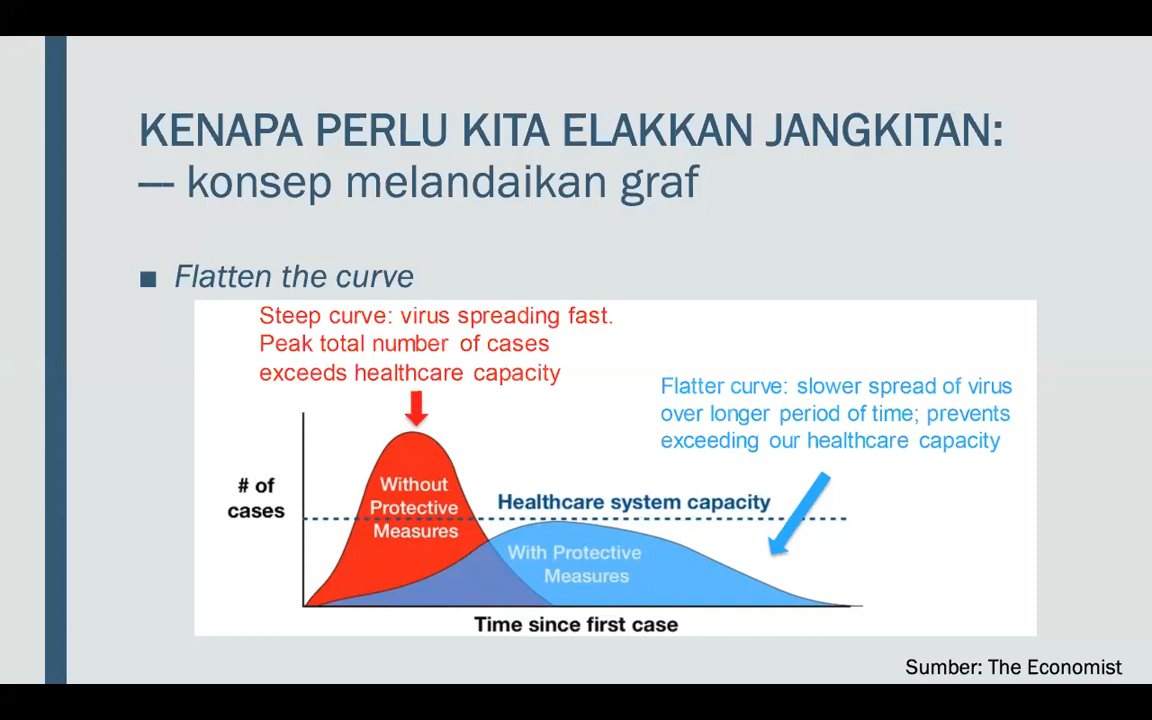 KENAPA PERLU KITA ELAKKAN JANGKITAN:
--- konsep melandaikan graf
Flatten the curve
Steep curve: virus spreading fast.
Peak total number of cases
exceeds healthcare capacity
Flatter curve: slower spread of virus
over longer period of time; prevents
exceeding our healthcare capacity
# of
cases
Without
Protective
Measures
Healthcare system capacity
With Protective
Measures
Time since first case
Sumber: The Economist